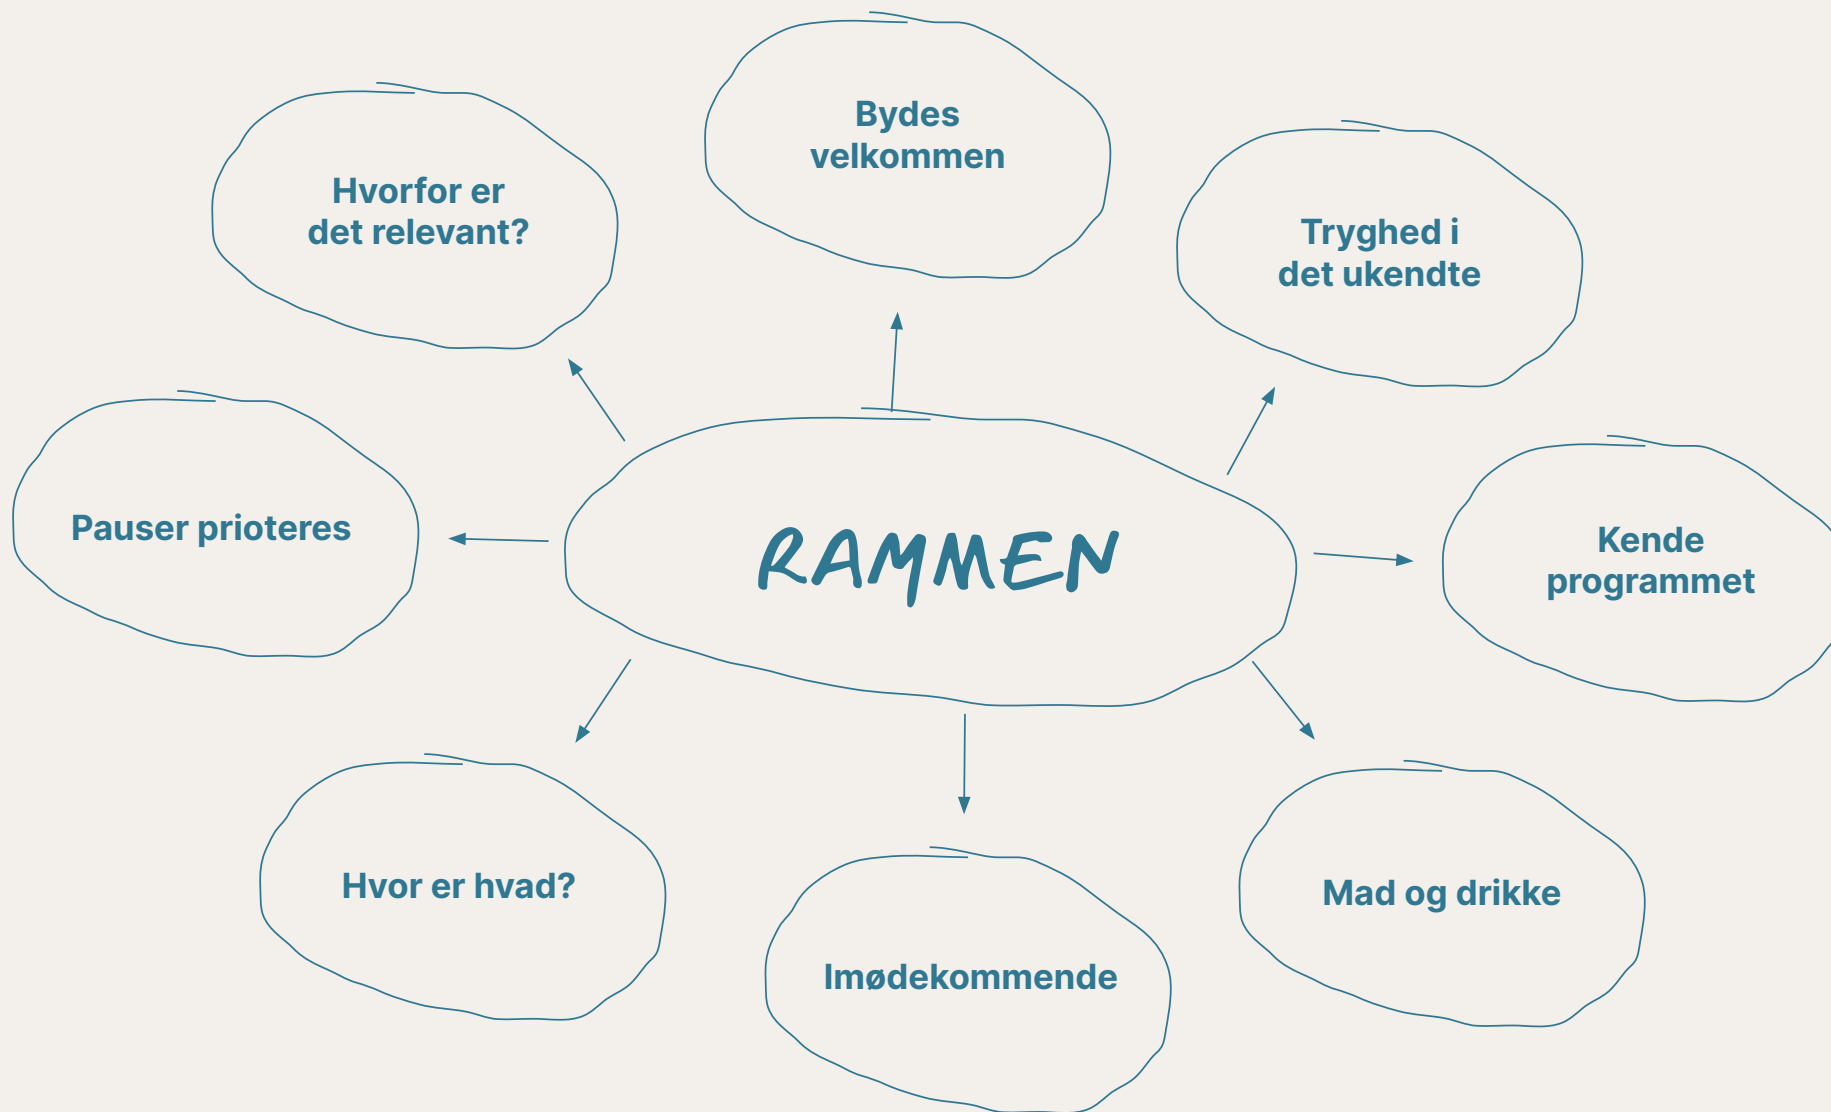 Bydes
velkommen
Hvorfor er
det relevant?
Tryghed i
det ukendte
Pauser prioteres
RAMMEN
Kende
programmet
Hvor er hvad?
Mad og drikke
Imødekommende